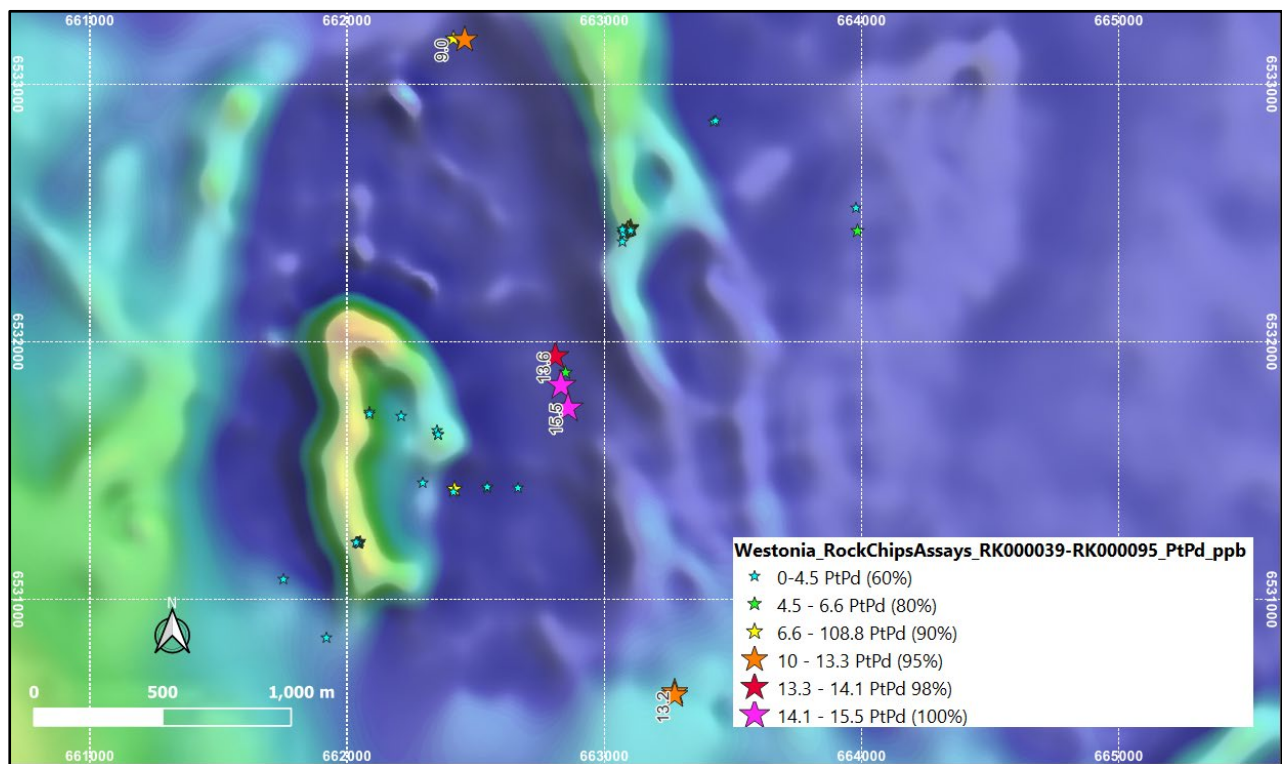 661000 662000 663000 664000 665000
9.0
6533000 6533000
6532000 6532000
13.6
15.5
Westonia_RockChipsAssays_RK000039-RK000095_PtPd_ppb
0-4.5 PtPd (60%)
4.5 - 6.6 PtPd (80%)
6.6 - 108.8 PtPd (90%)
10 - 13.3 PtPd (95%)
13.3 - 14.1 PtPd 98%)
14.1 - 15.5 PtPd (100%)
6531000 6531000
N
13.2
0 500 1,000 m
661000 662000 663000 664000 665000